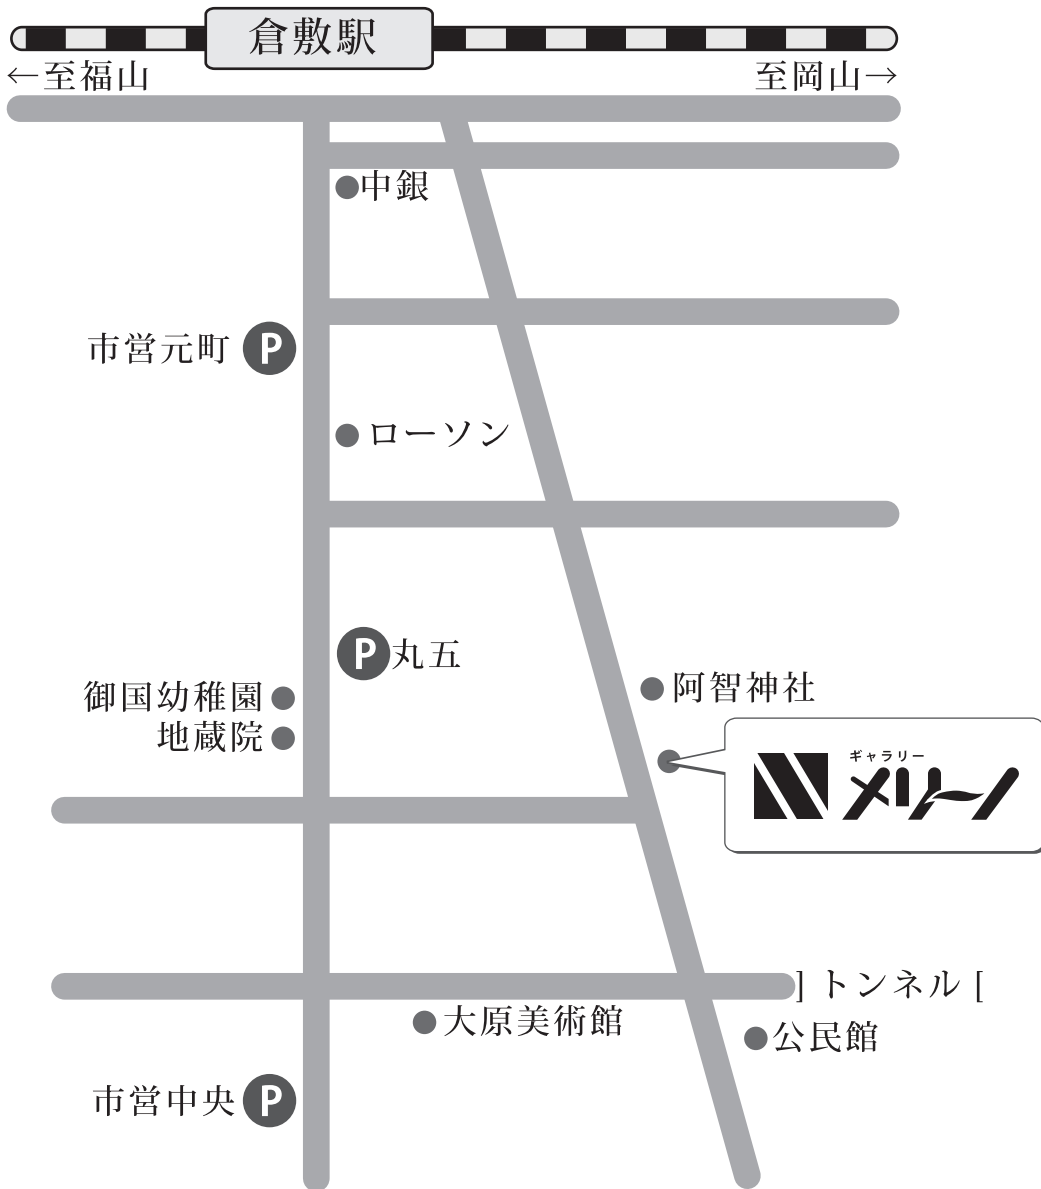 倉敷駅
←至福山
至岡山→
中銀
市営元町 P
ローソン
P 丸五
御国幼稚園
地蔵院
阿智神社
ギャラリー
メリーノ
] トンネル [
大原美術館
公民館
市営中央 P